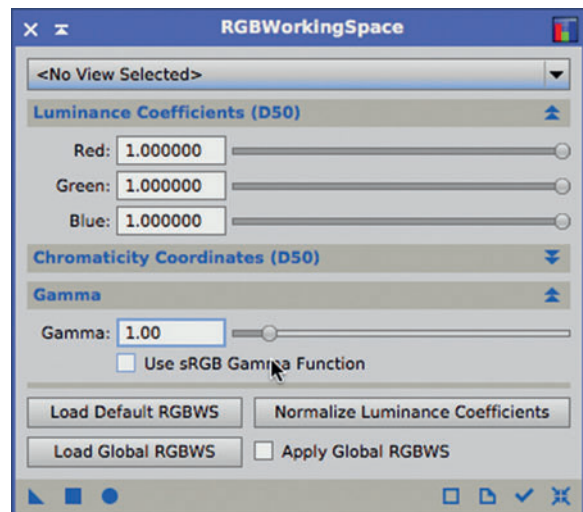 RGBWorkingSpace
<No View Selected>
Luminance Coefficients (D50)
Red: 1.000000
Green: 1.000000
Blue: 1.000000
Chromaticity Coordinates (D50)
Gamma
Gamma: 1.00
Use sRGB Gamma Function
Load Default RGBWS Normalize Luminance Coefficients
Load Global RGBWS Apply Global RGBWS